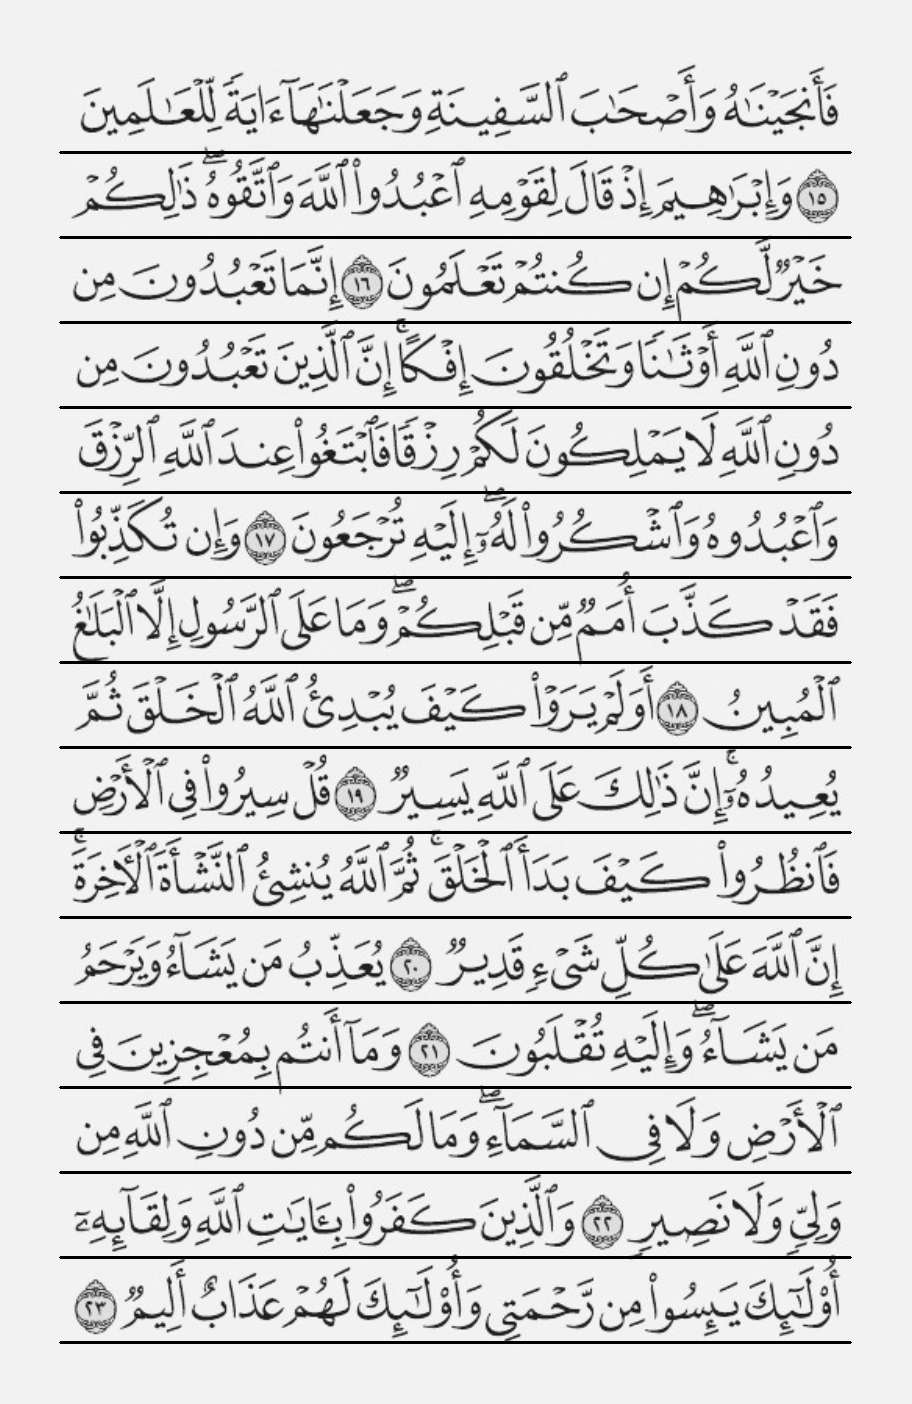 فَأَنجَيْنَٰهُ وَأَصْحَٰبَ ٱلسَّفِينَةِ وَجَعَلْنَٰهَآ ءَايَةً لِّلْعَٰلَمِينَ
١٥ وَإِبْرَٰهِيمَ إِذْ قَالَ لِقَوْمِهِ ٱعْبُدُوا۟ ٱللَّهَ وَٱتَّقُوهُ ۖ ذَٰلِكُمْ
خَيْرٌ لَّكُمْ إِن كُنتُمْ تَعْلَمُونَ ١٦ إِنَّمَا تَعْبُدُونَ مِن
دُونِ ٱللَّهِ أَوْثَٰنًا وَتَخْلُقُونَ إِفْكًا ۚ إِنَّ ٱلَّذِينَ تَعْبُدُونَ مِن
دُونِ ٱللَّهِ لَا يَمْلِكُونَ لَكُمْ رِزْقًا فَٱبْتَغُوا۟ عِندَ ٱللَّهِ ٱلرِّزْقَ
وَٱعْبُدُوهُ وَٱشْكُرُوا۟ لَهُۥٓ ۖ إِلَيْهِ تُرْجَعُونَ ١٧ وَإِن تُكَذِّبُوا۟
فَقَدْ كَذَّبَ أُمَمٌ مِّن قَبْلِكُمْ ۖ وَمَا عَلَى ٱلرَّسُولِ إِلَّا ٱلْبَلَٰغُ
ٱلْمُبِينُ ١٨ أَوَلَمْ يَرَوْا۟ كَيْفَ يُبْدِئُ ٱللَّهُ ٱلْخَلْقَ ثُمَّ
يُعِيدُهُۥٓ ۚ إِنَّ ذَٰلِكَ عَلَى ٱللَّهِ يَسِيرٌ ١٩ قُلْ سِيرُوا۟ فِى ٱلْأَرْضِ
فَٱنظُرُوا۟ كَيْفَ بَدَأَ ٱلْخَلْقَ ۚ ثُمَّ ٱللَّهُ يُنشِئُ ٱلنَّشْأَةَ ٱلْـَٔاخِرَةَ ۚ
إِنَّ ٱللَّهَ عَلَىٰ كُلِّ شَىْءٍ قَدِيرٌ ٢٠ يُعَذِّبُ مَن يَشَآءُ وَيَرْحَمُ
مَن يَشَآءُ ۖ وَإِلَيْهِ تُقْلَبُونَ ٢١ وَمَآ أَنتُم بِمُعْجِزِينَ فِى
ٱلْأَرْضِ وَلَا فِى ٱلسَّمَآءِ ۖ وَمَا لَكُم مِّن دُونِ ٱللَّهِ مِن
وَلِىٍّ وَلَا نَصِيرٍ ٢٢ وَٱلَّذِينَ كَفَرُوا۟ بِـَٔايَٰتِ ٱللَّهِ وَلِقَآئِهِۦٓ
أُو۟لَٰٓئِكَ يَئِسُوا۟ مِن رَّحْمَتِى وَأُو۟لَٰٓئِكَ لَهُمْ عَذَابٌ أَلِيمٌ ٢٣